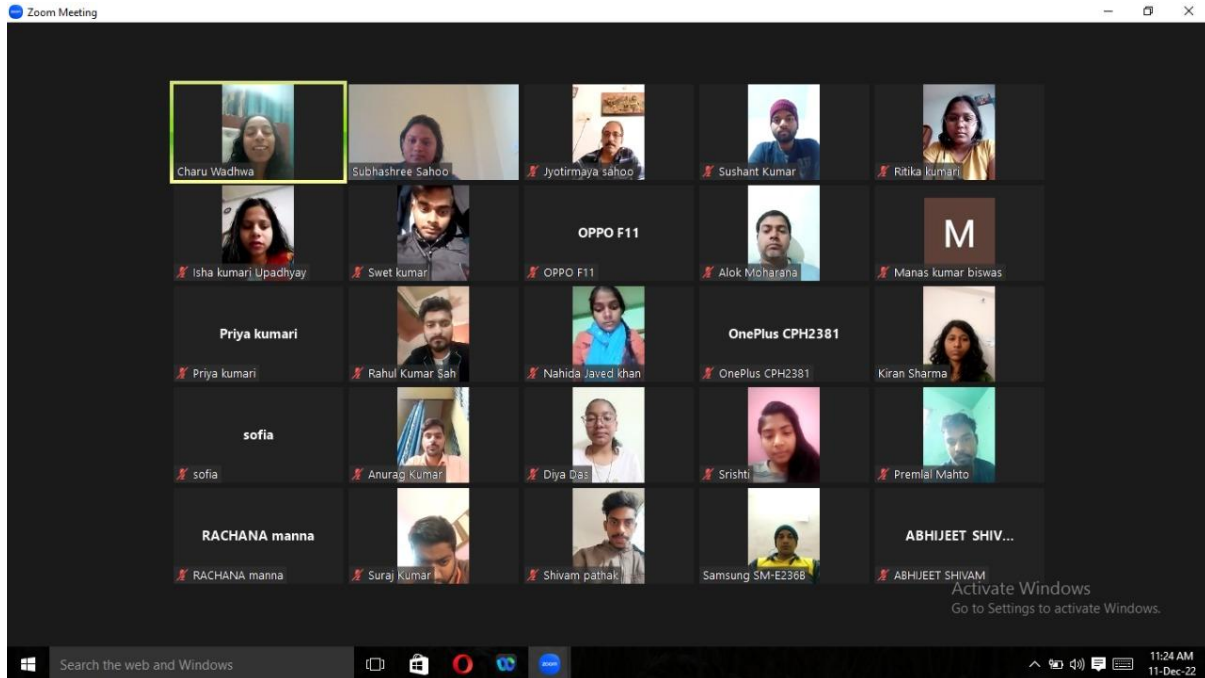 Zoom Meeting
Charu Wadhwa
Subhashree Sahoo
Jyotirmaya sahoo
Sushant Kumar
Ritika kumari
Isha kumari Upadhyay
Swet kumar
OPPO F11
OPPO F11
Alok Moharana
M
Manas kumar biswas
Priya kumari
Priya kumari
Rahul Kumar Sah
Nahida Javed khan
OnePlus CPH2381
OnePlus CPH2381
Kiran Sharma
sofia
sofia
Anurag Kumar
Diya Das
Srishti
Premlal Mahto
RACHANA manna
RACHANA manna
Suraj Kumar
Shivam pathak
Samsung SM-E236B
ABHIJEET SHIV...
ABHIJEET SHIVAM
Activate Windows
Go to Settings to activate Windows.
Search the web and Windows
zoom
11:24 AM
11-Dec-22